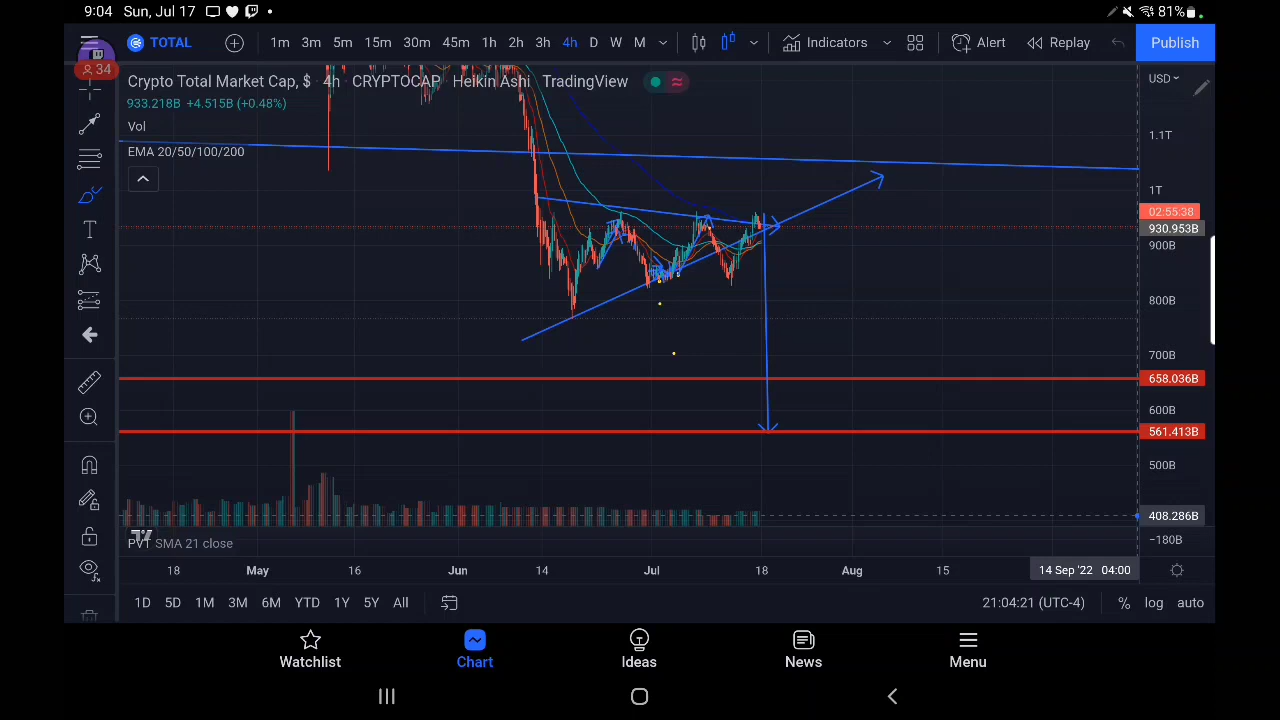 9:04 Sun, Jul 17
81%
TOTAL 1m 3m 5m 15m 30m 45m 1h 2h 3h 4h D W M Indicators Alert Replay Publish
34
Crypto Total Market Cap, $ · 4h · CRYPTOCAP · Heikin Ashi · TradingView
USD
933.218B +4.515B (+0.48%)
Vol
EMA 20/50/100/200
1.1T
1T
02:55:38
930.953B
900B
800B
700B
658.036B
600B
561.413B
500B
408.286B
PVT SMA 21 close
−180B
18 May 16 Jun 14 Jul 18 Aug 15 14 Sep '22 04:00
1D 5D 1M 3M 6M YTD 1Y 5Y All 21:04:21 (UTC-4) % log auto
Watchlist Chart Ideas News Menu